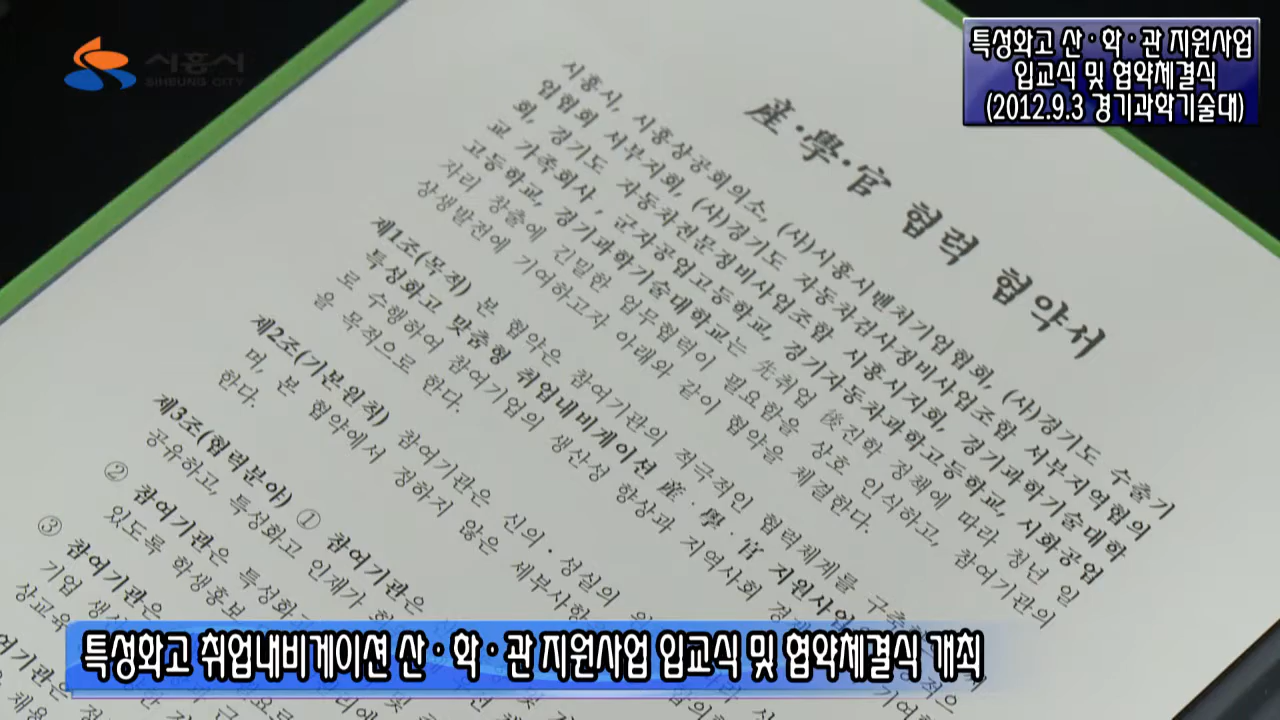 시흥시
SIHEUNG CITY
특성화고 산·학·관 지원사업
입교식 및 협약체결식
(2012.9.3 경기과학기술대)
産·學·官 협력 협약서
시흥시, 시흥상공회의소, (사)시흥시벤처기업협회, (사)경기도 수출기
업협회 서부지회, (사)경기도 자동차검사정비사업조합 서부지역협의
회, 경기도 자동차전문정비사업조합 시흥시지회, 경기과학기술대학
교 가족회사, 군자공업고등학교, 경기자동차과학고등학교, 시화공업
고등학교, 경기과학기술대학교는 先취업 後진학 정책에 따라 청년 일
자리 창출에 긴밀한 업무협력이 필요함을 상호 인식하고, 참여기관의
상생발전에 기여하고자 아래와 같이 협약을 체결한다.
제1조(목적) 본 협약은 참여기관의 적극적인 협력체계를 구축
특성화고 맞춤형 취업내비게이션 産·學·官 지원사업
로 수행하여 참여기업의 생산성 향상과 지역사회
을 목적으로 한다.
제2조(기본원칙) 참여기관은 신의·성실의
며, 본 협약에서 정하지 않은 세부사항
한다.
제3조(협력분야) ① 참여기관은
공유하고, 특성화고 인재가
② 참여기관은
있도록 학생홍보
③ 참여기관은
기업
특성화고 취업내비게이션 산·학·관 지원사업 입교식 및 협약체결식 개최